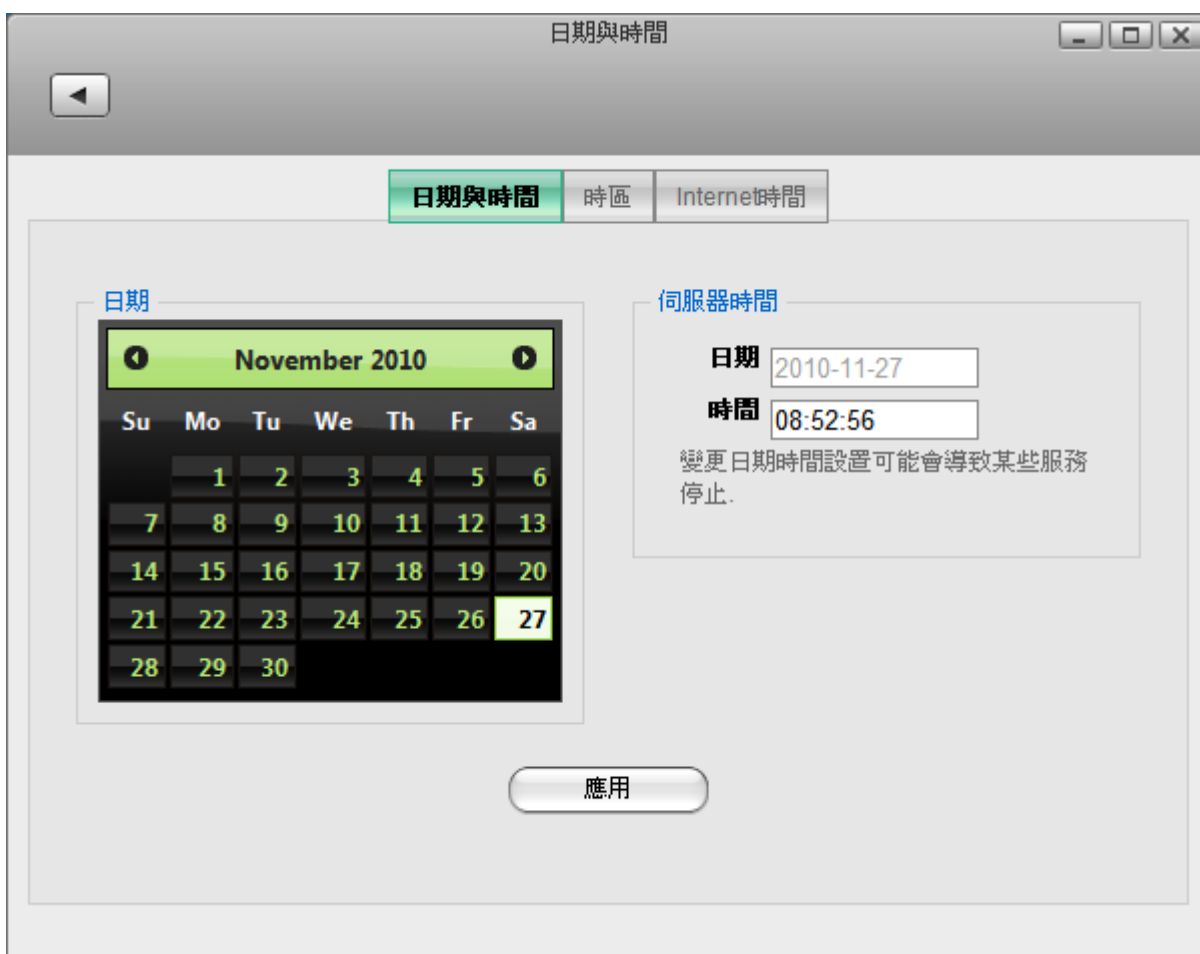 日期與時間
日期與時間 時區 Internet時間
日期
November 2010
Su Mo Tu We Th Fr Sa
1 2 3 4 5 6
7 8 9 10 11 12 13
14 15 16 17 18 19 20
21 22 23 24 25 26 27
28 29 30
伺服器時間
日期 2010-11-27
時間 08:52:56
變更日期時間設置可能會導致某些服務
停止.
應用